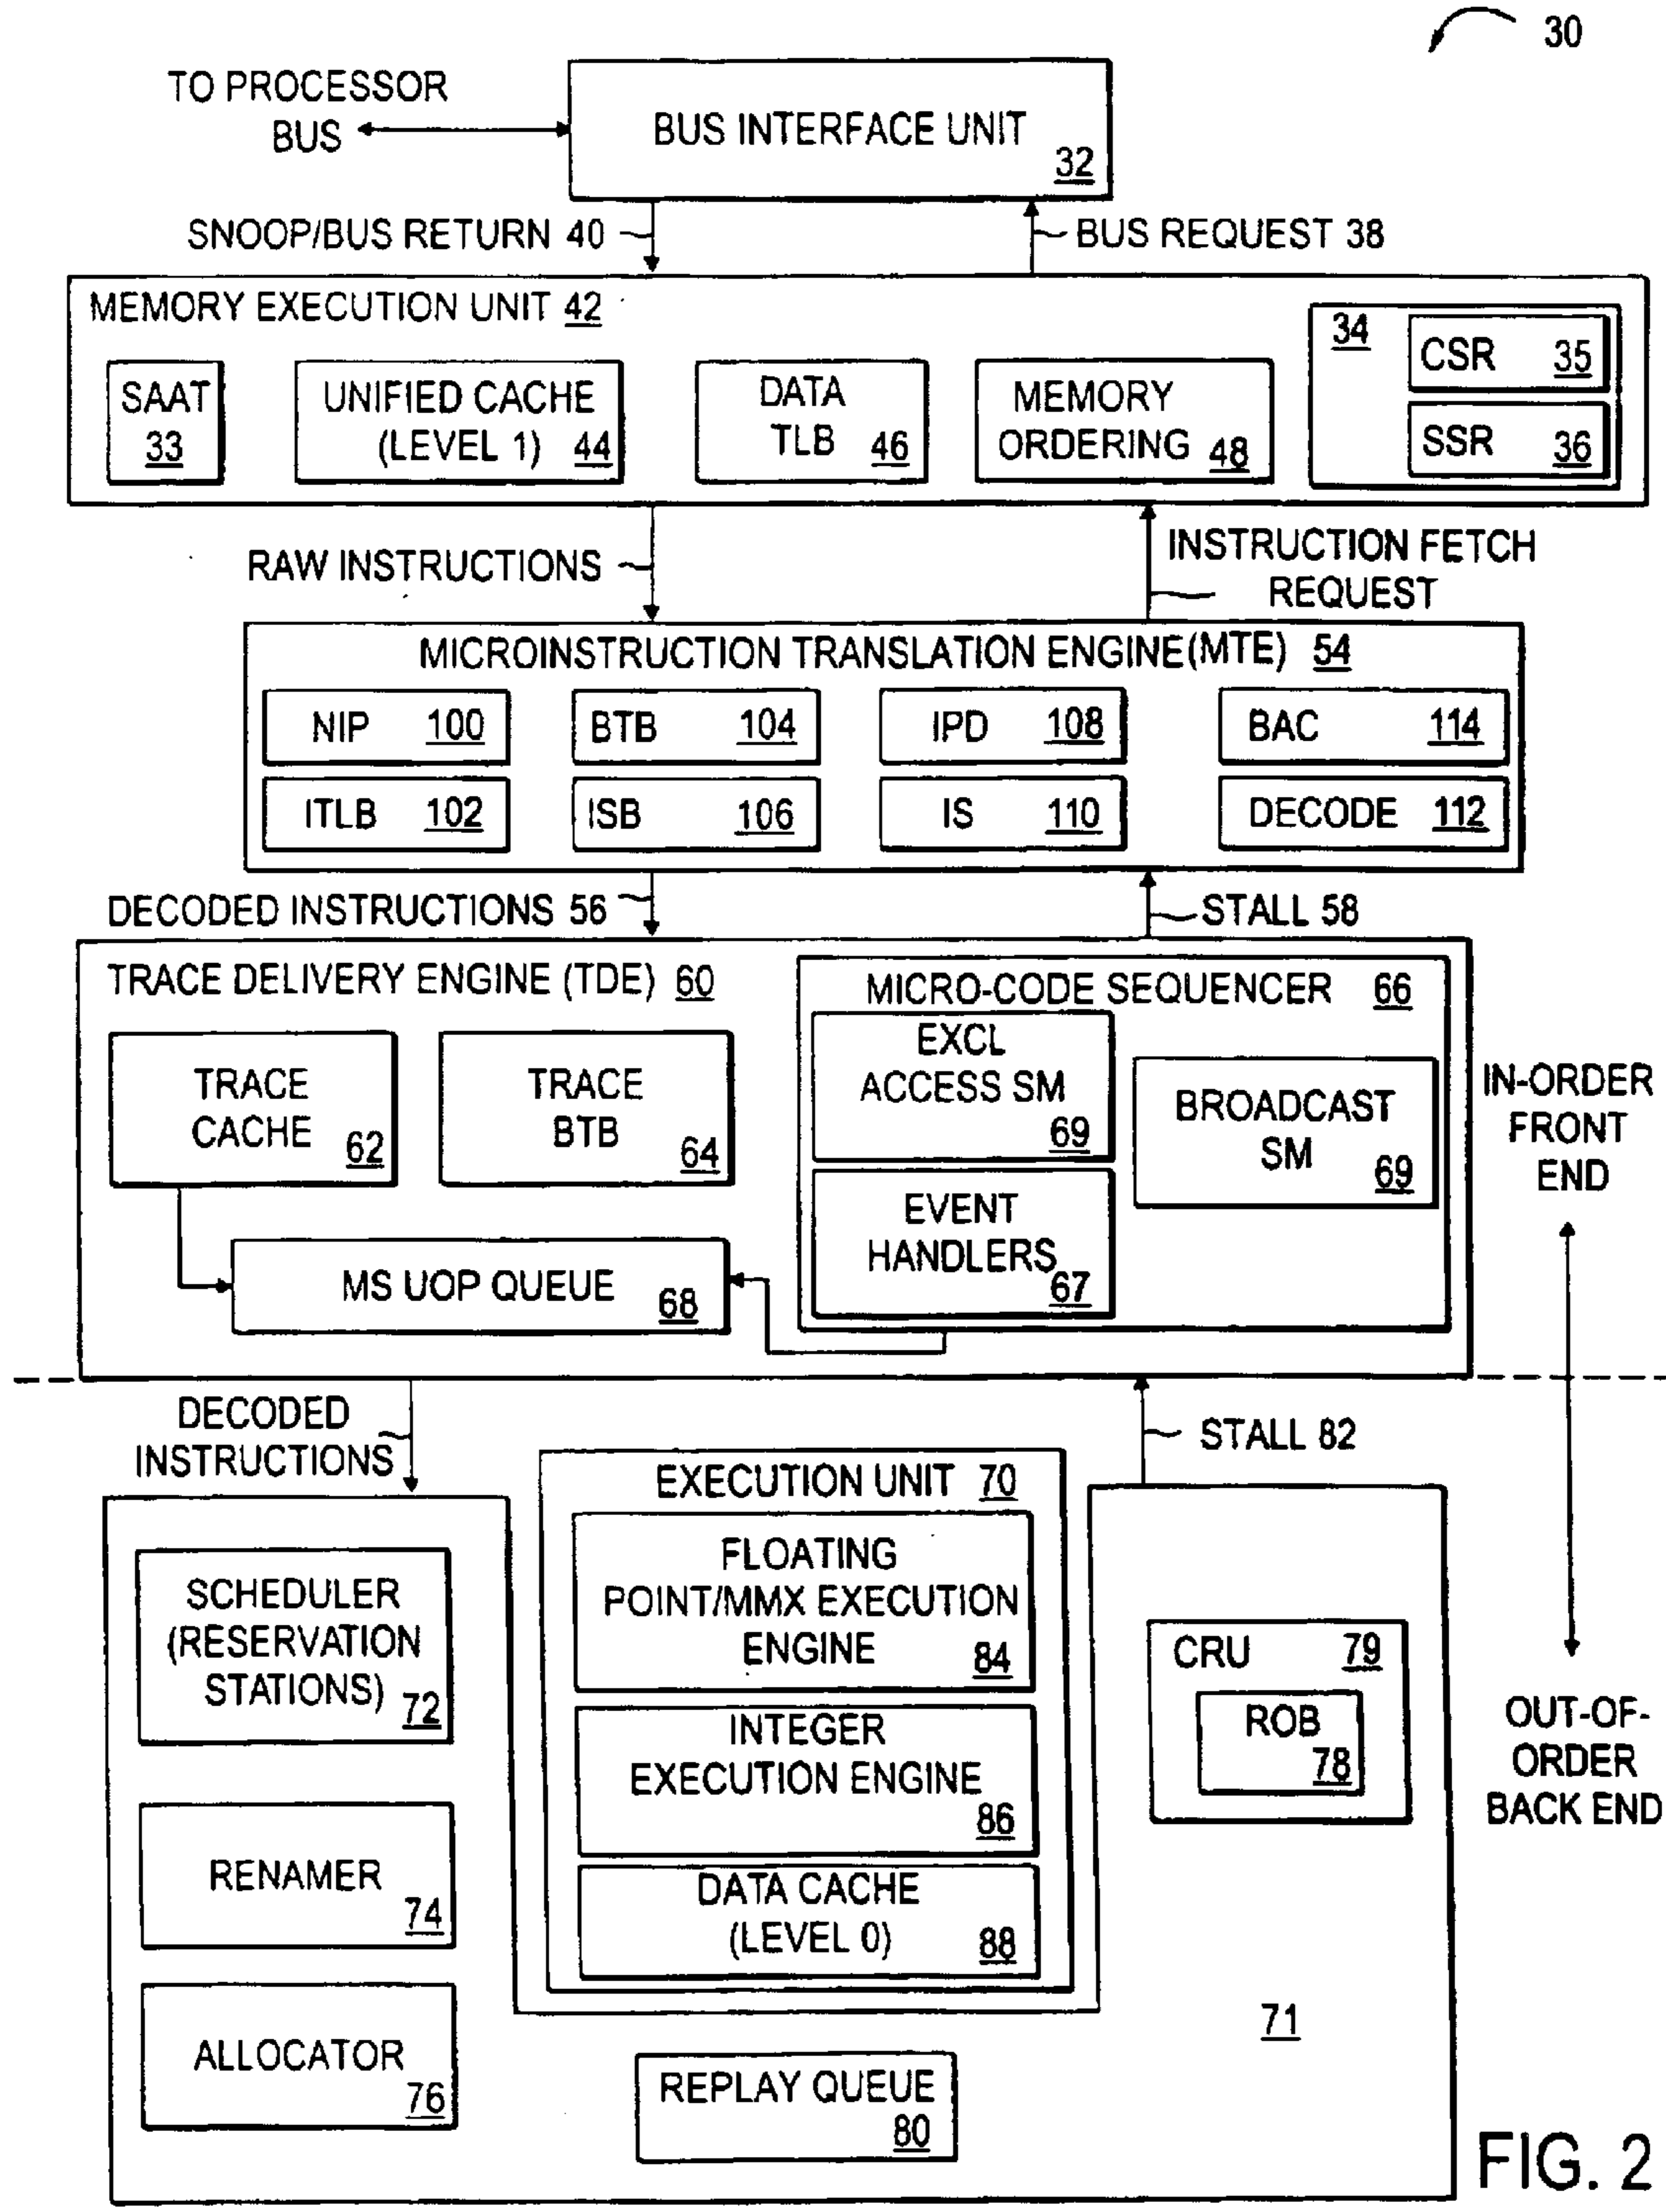 30
TO PROCESSOR
BUS
BUS INTERFACE UNIT
32
SNOOP/BUS RETURN 40
BUS REQUEST 38
MEMORY EXECUTION UNIT 42
34
CSR 35
SSR 36
SAAT
33
UNIFIED CACHE
(LEVEL 1) 44
DATA
TLB 46
MEMORY
ORDERING 48
RAW INSTRUCTIONS
INSTRUCTION FETCH
REQUEST
MICROINSTRUCTION TRANSLATION ENGINE(MTE) 54
NIP 100
BTB 104
IPD 108
BAC 114
ITLB 102
ISB 106
IS 110
DECODE 112
DECODED INSTRUCTIONS 56
STALL 58
TRACE DELIVERY ENGINE (TDE) 60
MICRO-CODE SEQUENCER 66
TRACE
CACHE 62
TRACE
BTB 64
EXCL
ACCESS SM
69
BROADCAST
SM
69
EVENT
HANDLERS
67
MS UOP QUEUE 68
IN-ORDER
FRONT
END
DECODED
INSTRUCTIONS
STALL 82
EXECUTION UNIT 70
FLOATING
POINT/MMX EXECUTION
ENGINE 84
INTEGER
EXECUTION ENGINE
86
DATA CACHE
(LEVEL 0) 88
SCHEDULER
(RESERVATION
STATIONS) 72
RENAMER
74
ALLOCATOR
76
REPLAY QUEUE
80
CRU 79
ROB
78
71
OUT-OF-
ORDER
BACK END
FIG. 2